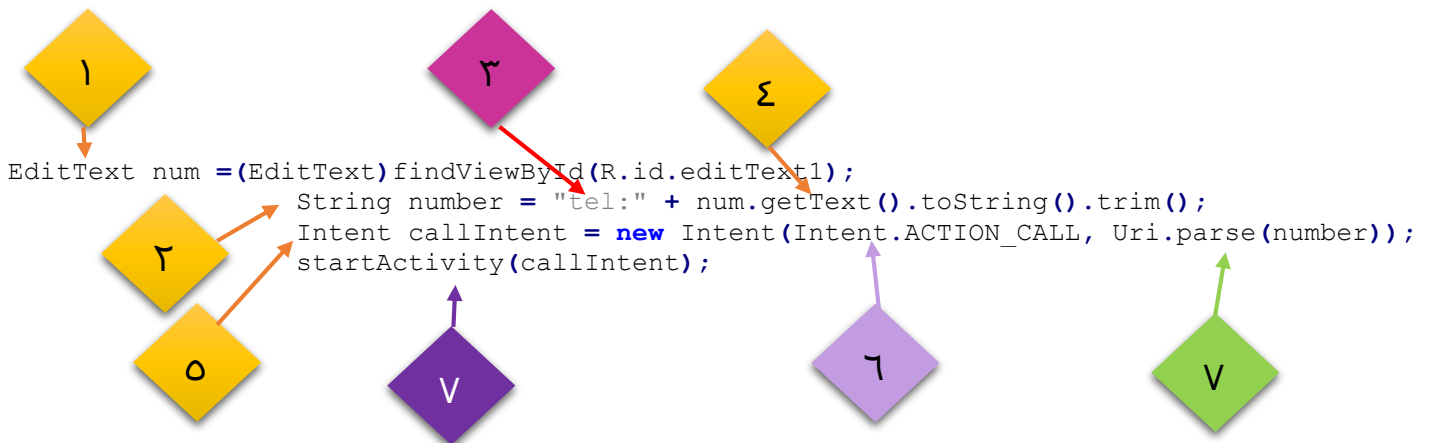 ١
٣
٤
EditText num =(EditText)findViewById(R.id.editText1);
String number = "tel:" + num.getText().toString().trim();
٢
Intent callIntent = new Intent(Intent.ACTION_CALL, Uri.parse(number));
startActivity(callIntent);
٥
٧
٦
٧